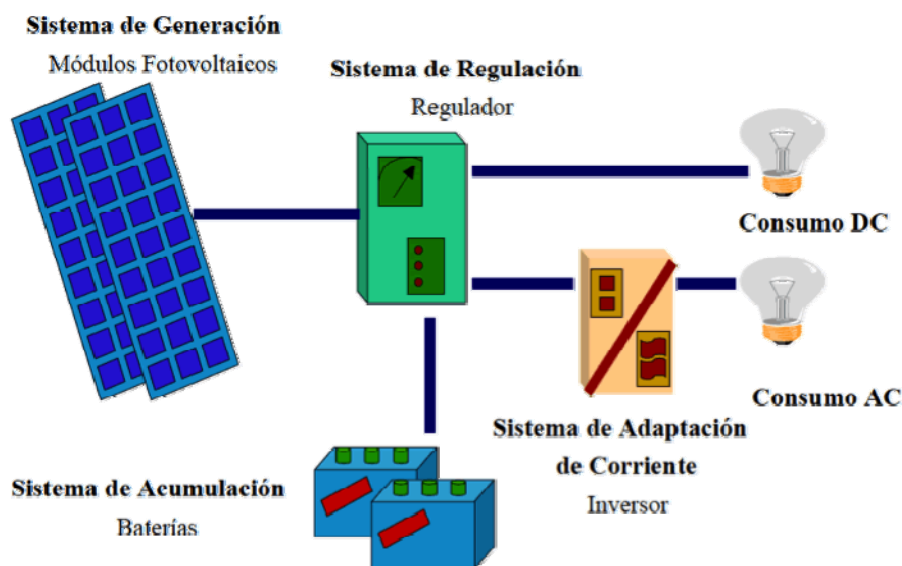 Sistema de Generación
Módulos Fotovoltaicos
Sistema de Regulación
Regulador
Consumo DC
Consumo AC
Sistema de Adaptación
de Corriente
Inversor
Sistema de Acumulación
Baterías